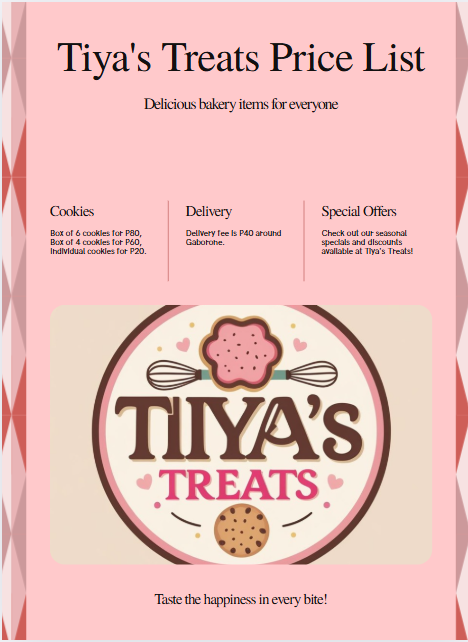 Tiya's Treats Price List
Delicious bakery items for everyone
Cookies
Box of 6 cookies for P80,
Box of 4 cookies for P60,
Individual cookies for P20.
Delivery
Delivery fee is P40 around
Gaborone.
Special Offers
Check out our seasonal
specials and discounts
available at Tiya's Treats!
TIYA'S
TREATS
Taste the happiness in every bite!